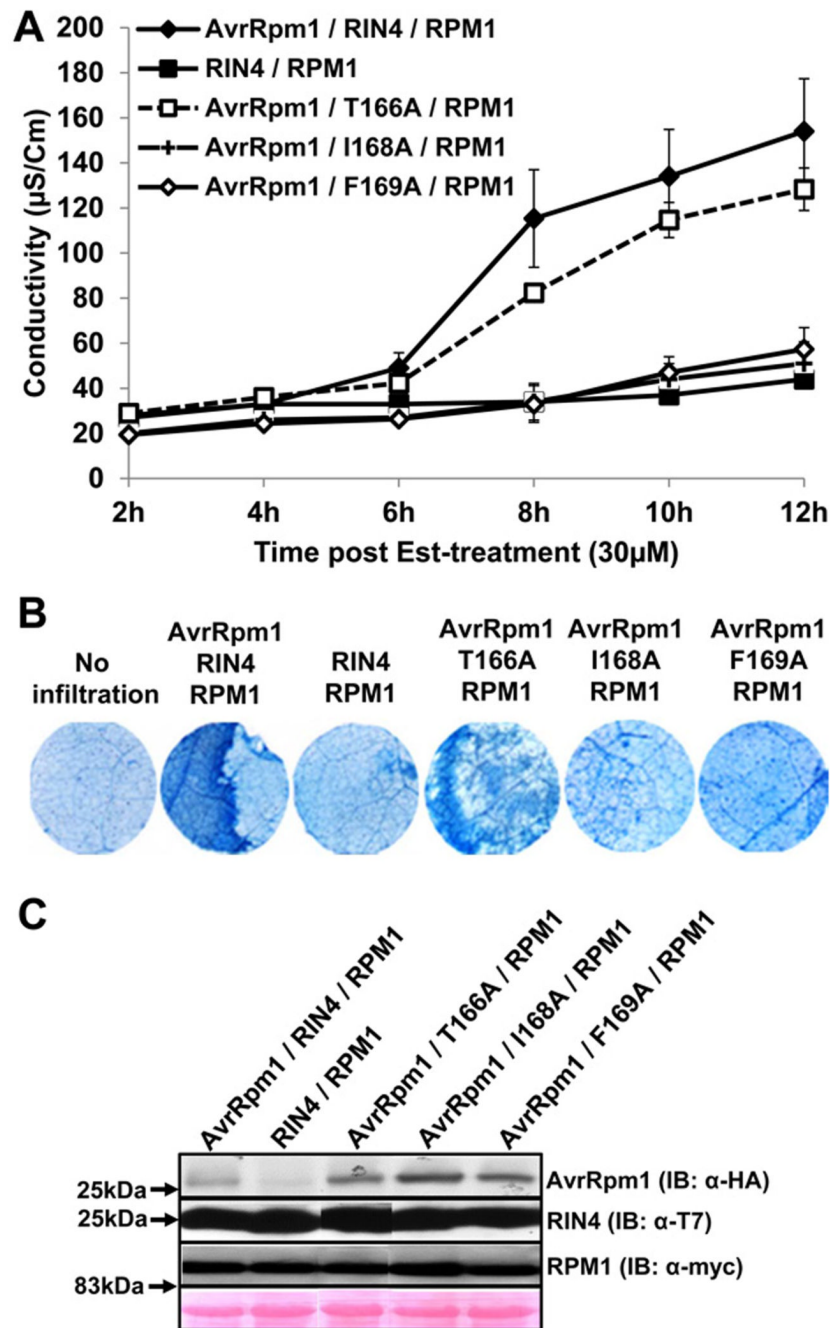 A
200
180
160
140
120
100
80
60
40
20
0
Conductivity (µS/Cm)
AvrRpm1 / RIN4 / RPM1
RIN4 / RPM1
AvrRpm1 / T166A / RPM1
AvrRpm1 / I168A / RPM1
AvrRpm1 / F169A / RPM1
2h 4h 6h 8h 10h 12h
Time post Est-treatment (30µM)
B
No
infiltration
AvrRpm1
RIN4
RPM1
RIN4
RPM1
AvrRpm1
T166A
RPM1
AvrRpm1
I168A
RPM1
AvrRpm1
F169A
RPM1
C
AvrRpm1 / RIN4 / RPM1
RIN4 / RPM1
AvrRpm1 / T166A / RPM1
AvrRpm1 / I168A / RPM1
AvrRpm1 / F169A / RPM1
25kDa
AvrRpm1 (IB: α-HA)
25kDa
RIN4 (IB: α-T7)
RPM1 (IB: α-myc)
83kDa